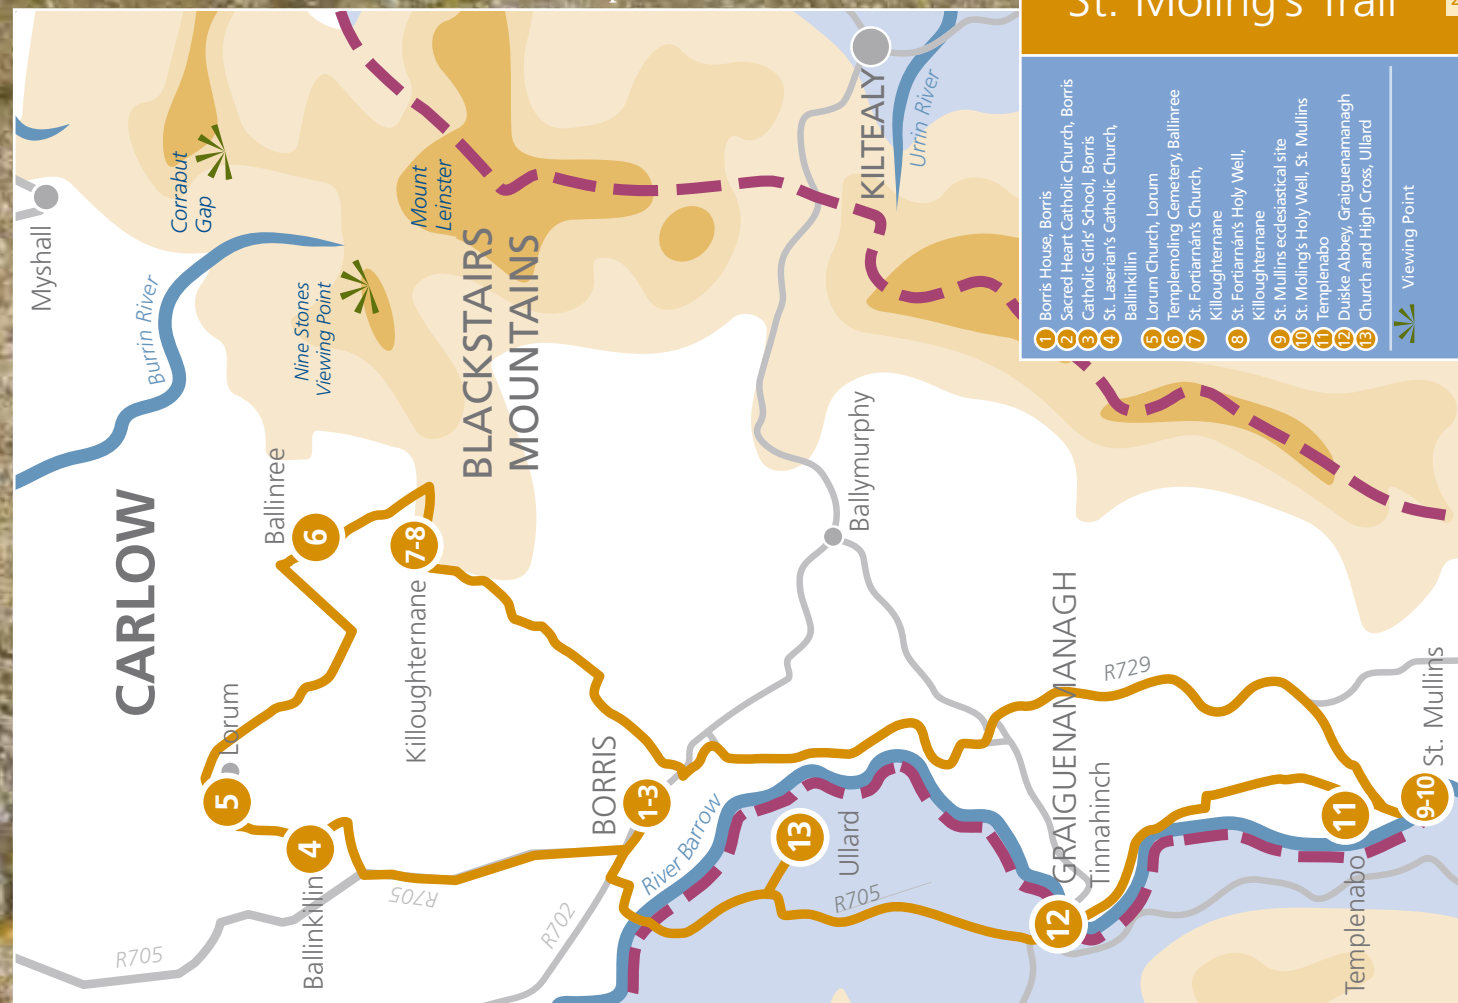 St. Moling's Trail
1 Borris House, Borris
2 Sacred Heart Catholic Church, Borris
3 Catholic Girls' School, Borris
4 St. Laserian's Catholic Church,
Ballinkillin
5 Lorum Church, Lorum
6 Templemoling Cemetery, Ballinree
7 St. Fortiarnán's Church,
Killoughternane
8 St. Fortiarnán's Holy Well,
Killoughternane
9 St. Mullins ecclesiastical site
10 St. Moling's Holy Well, St. Mullins
11 Templenabo
12 Duiske Abbey, Graiguenamanagh
13 Church and High Cross, Ullard
Viewing Point
Myshall
Corrabut
Gap
Burrin River
Nine Stones
Viewing Point
Mount
Leinster
BLACKSTAIRS
MOUNTAINS
KILTEALY
Urrin River
CARLOW
Ballinree
6
7-8
Killoughternane
Lorum
5
4
Ballinkillin
R705
R705
R702
BORRIS
1-3
River Barrow
13
Ullard
R705
Ballymurphy
GRAIGUENAMANAGH
Tinnahinch
12
R729
11
Templenabo
9-10
St. Mullins